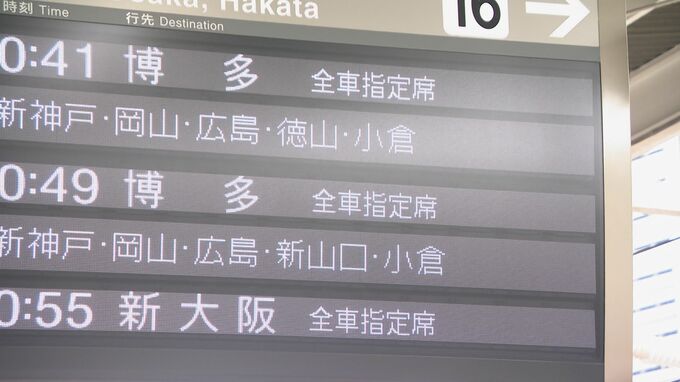 Osaka, Hakata
16
時刻 Time 行先 Destination
0:41 博多 全車指定席
新神戸・岡山・広島・徳山・小倉
0:49 博多 全車指定席
新神戸・岡山・広島・新山口・小倉
0:55 新大阪 全車指定席